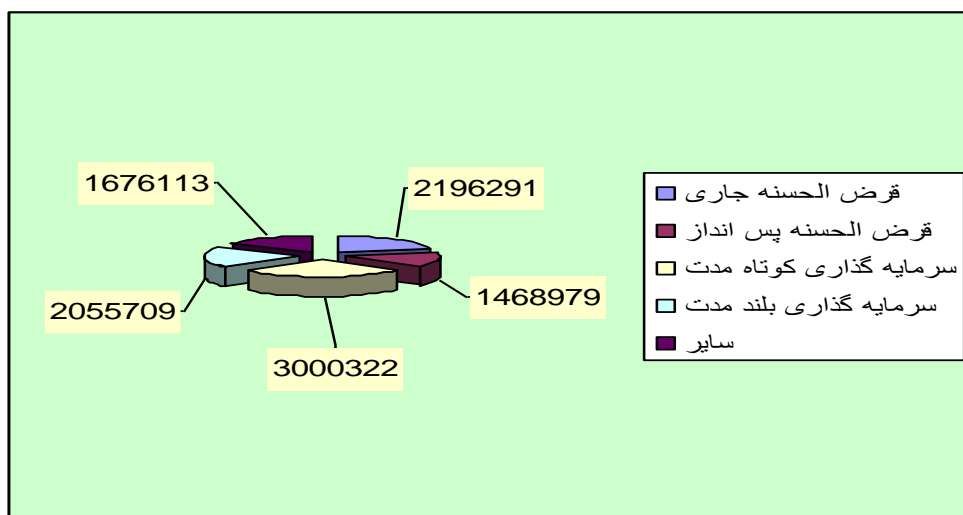 1676113
2196291
2055709
1468979
3000322
قرض الحسنه جاری
قرض الحسنه پس انداز
سرمایه گذاری کوتاه مدت
سرمایه گذاری بلند مدت
سایر